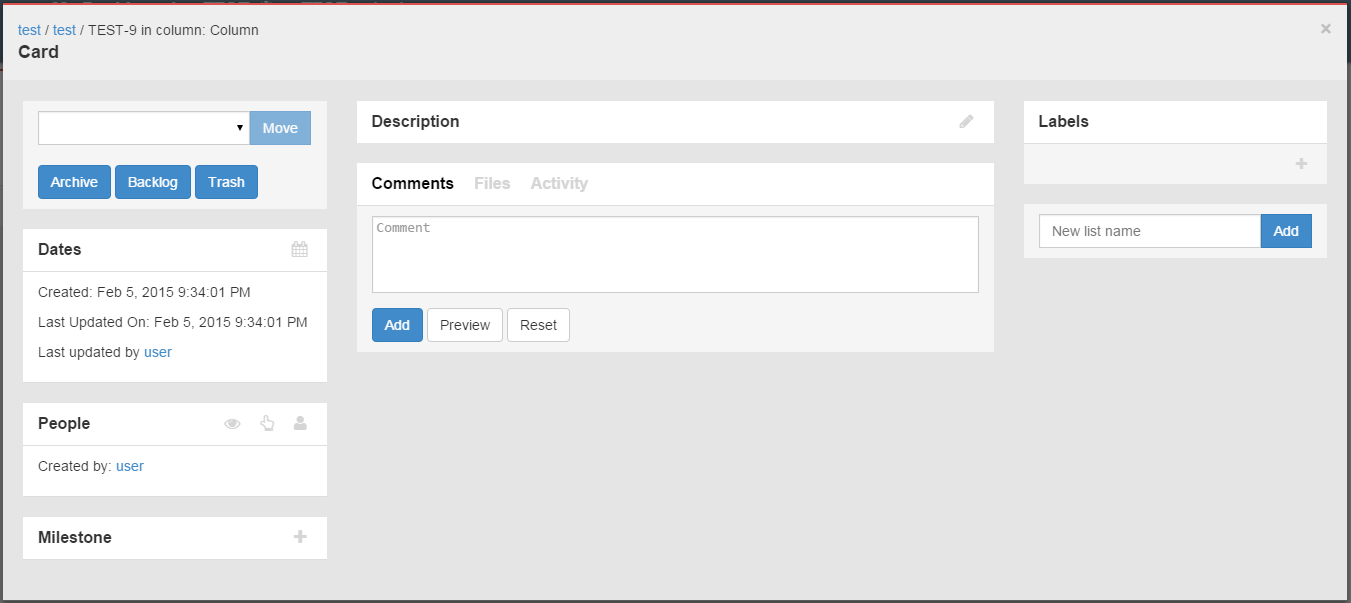 test / test / TEST-9 in column: Column
Card
×
Move
Archive Backlog Trash
Dates
Created: Feb 5, 2015 9:34:01 PM
Last Updated On: Feb 5, 2015 9:34:01 PM
Last updated by user
People
Created by: user
Milestone
Description
Comments Files Activity
Comment
Add Preview Reset
Labels
New list name Add